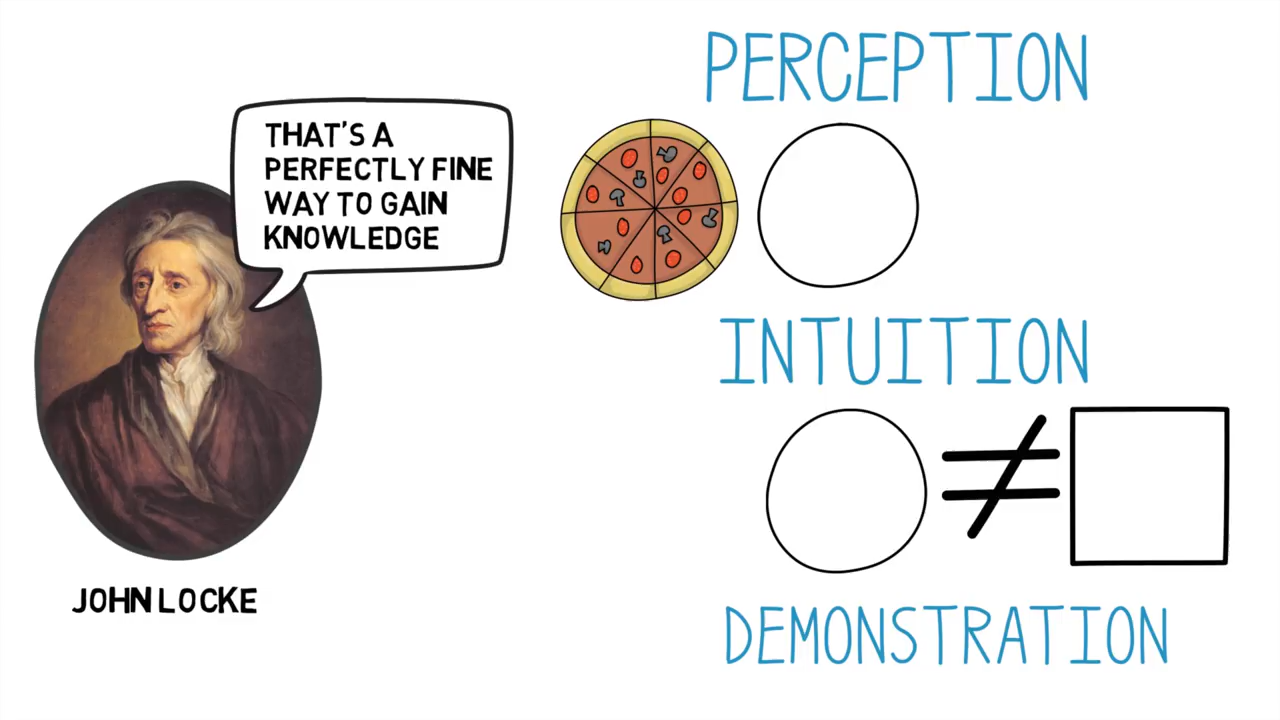 THAT'S A
PERFECTLY FINE
WAY TO GAIN
KNOWLEDGE
JOHN LOCKE
PERCEPTION
INTUITION
≠
DEMONSTRATION